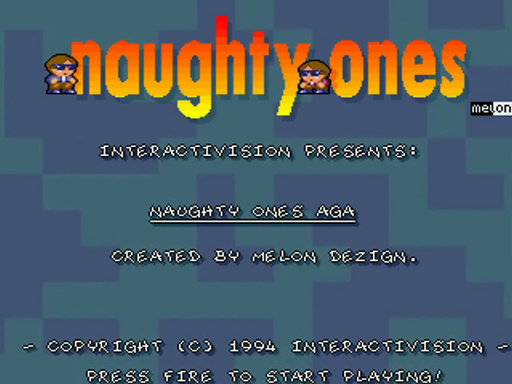 naughty ones
melon
INTERACTIVISION PRESENTS:
NAUGHTY ONES AGA
CREATED BY MELON DEZIGN.
- COPYRIGHT (C) 1994 INTERACTIVISION -
PRESS FIRE TO START PLAYING!